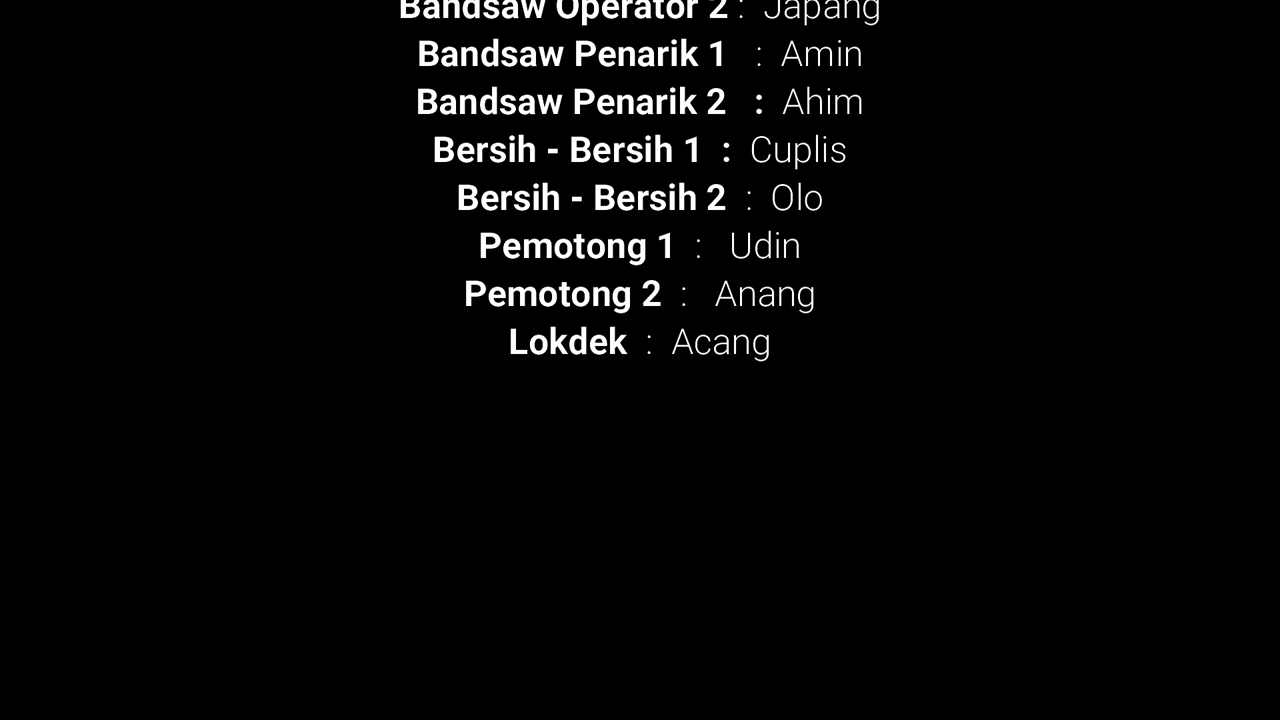 Bandsaw Operator 2 : Japang
Bandsaw Penarik 1 : Amin
Bandsaw Penarik 2 : Ahim
Bersih - Bersih 1 : Cuplis
Bersih - Bersih 2 : Olo
Pemotong 1 : Udin
Pemotong 2 : Anang
Lokdek : Acang